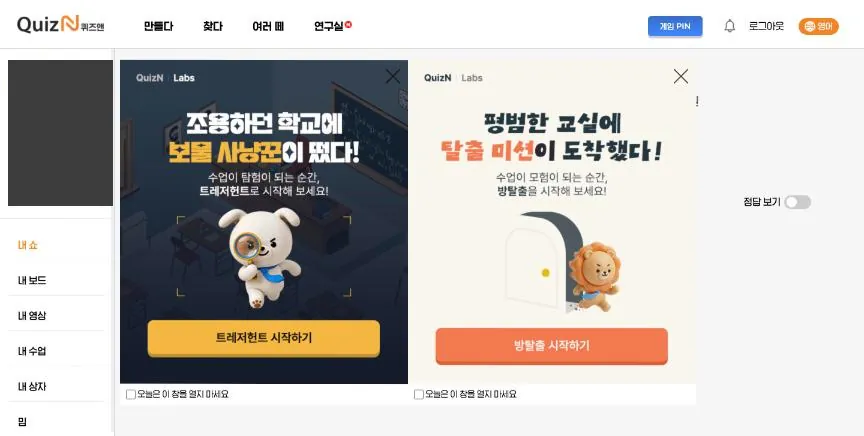 QuizN 퀴즈앤
만들다
찾다
여러 떼
연구실 N
게임 PIN
로그아웃
영어
QuizN | Labs
조용하던 학교에
보물 사냥꾼이 떴다!
수업이 탐험이 되는 순간,
트레저헌트로 시작해 보세요!
트레저헌트 시작하기
오늘은 이 창을 열지 마세요
QuizN | Labs
평범한 교실에
탈출 미션이 도착했다!
수업이 모험이 되는 순간,
방탈출을 시작해 보세요!
방탈출 시작하기
오늘은 이 창을 열지 마세요
정답 보기
내 쇼
내 보드
내 영상
내 수업
내 상자
밈